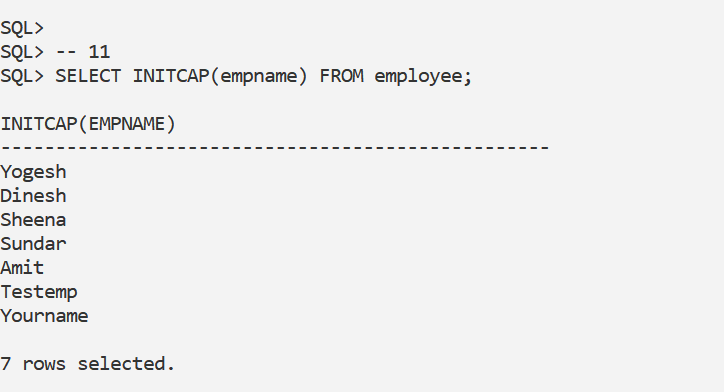 SQL>
SQL> -- 11
SQL> SELECT INITCAP(empname) FROM employee;
INITCAP(EMPNAME)
--------------------------------------------------
Yogesh
Dinesh
Sheena
Sundar
Amit
Testemp
Yourname
7 rows selected.